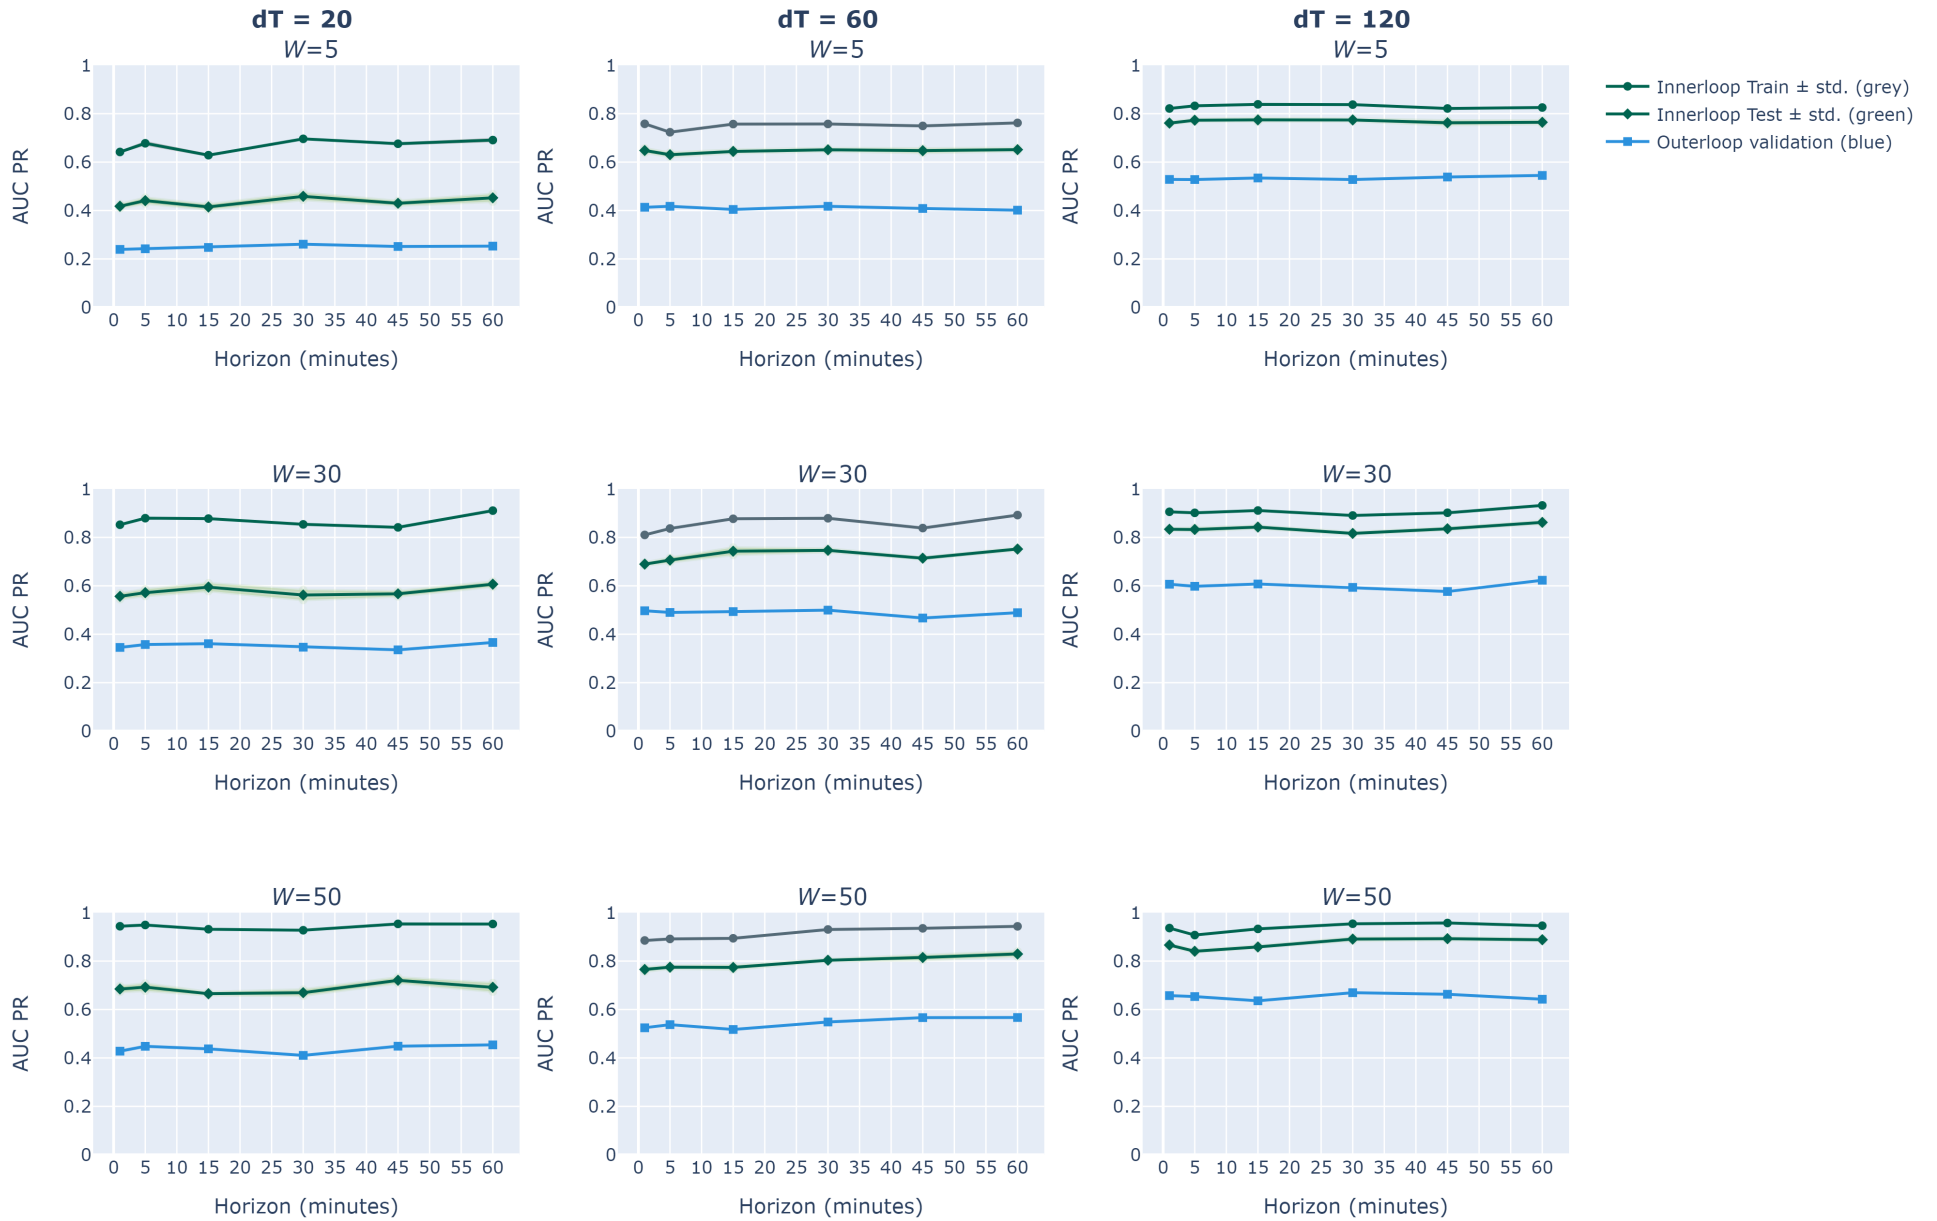 dT = 20
dT = 60
dT = 120
W=5
W=5
W=5
1
0.8
0.6
0.4
0.2
0
AUC PR
0 5 10 15 20 25 30 35 40 45 50 55 60
Horizon (minutes)
1
0.8
0.6
0.4
0.2
0
AUC PR
0 5 10 15 20 25 30 35 40 45 50 55 60
Horizon (minutes)
1
0.8
0.6
0.4
0.2
0
AUC PR
0 5 10 15 20 25 30 35 40 45 50 55 60
Horizon (minutes)
Innerloop Train ± std. (grey)
Innerloop Test ± std. (green)
Outerloop validation (blue)
W=30
W=30
W=30
1
0.8
0.6
0.4
0.2
0
AUC PR
0 5 10 15 20 25 30 35 40 45 50 55 60
Horizon (minutes)
1
0.8
0.6
0.4
0.2
0
AUC PR
0 5 10 15 20 25 30 35 40 45 50 55 60
Horizon (minutes)
1
0.8
0.6
0.4
0.2
0
AUC PR
0 5 10 15 20 25 30 35 40 45 50 55 60
Horizon (minutes)
W=50
W=50
W=50
1
0.8
0.6
0.4
0.2
0
AUC PR
0 5 10 15 20 25 30 35 40 45 50 55 60
Horizon (minutes)
1
0.8
0.6
0.4
0.2
0
AUC PR
0 5 10 15 20 25 30 35 40 45 50 55 60
Horizon (minutes)
1
0.8
0.6
0.4
0.2
0
AUC PR
0 5 10 15 20 25 30 35 40 45 50 55 60
Horizon (minutes)